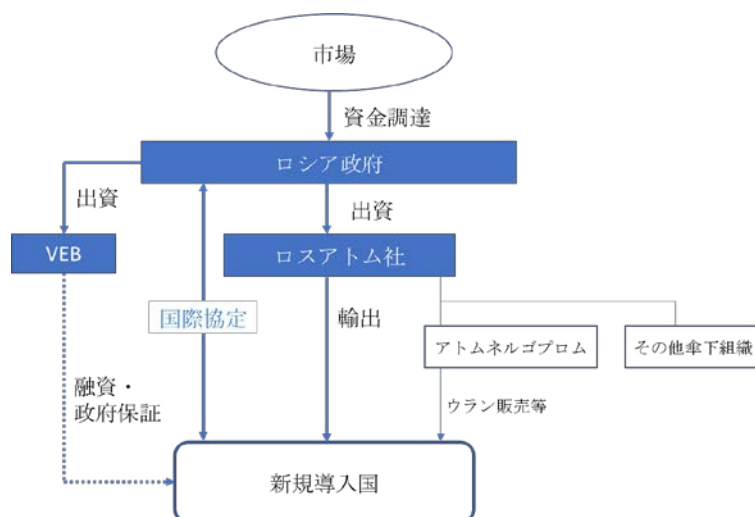 市場
資金調達
ロシア政府
出資
出資
VEB
ロスアトム社
国際協定
輸出
アトムネルゴプロム
その他傘下組織
融資・
政府保証
ウラン販売等
新規導入国